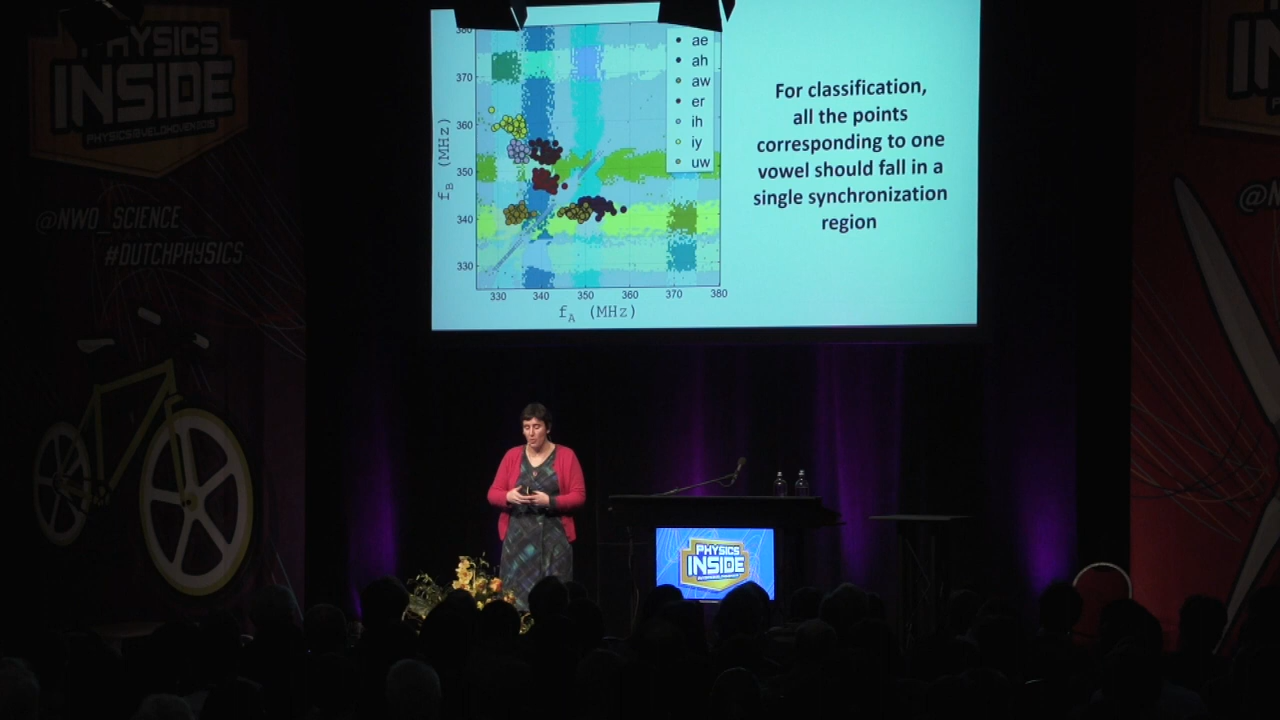 PHYSICS
INSIDE
PHYSICS@VELDHOVEN2015
@NWO_SCIENCE
#DUTCHPHYSICS
380
370
360
350
340
330
f_B (MHz)
330 340 350 360 370 380
f_A (MHz)
ae
ah
aw
er
ih
iy
uw
For classification,
all the points
corresponding to one
vowel should fall in a
single synchronization
region
PHYSICS
INSIDE